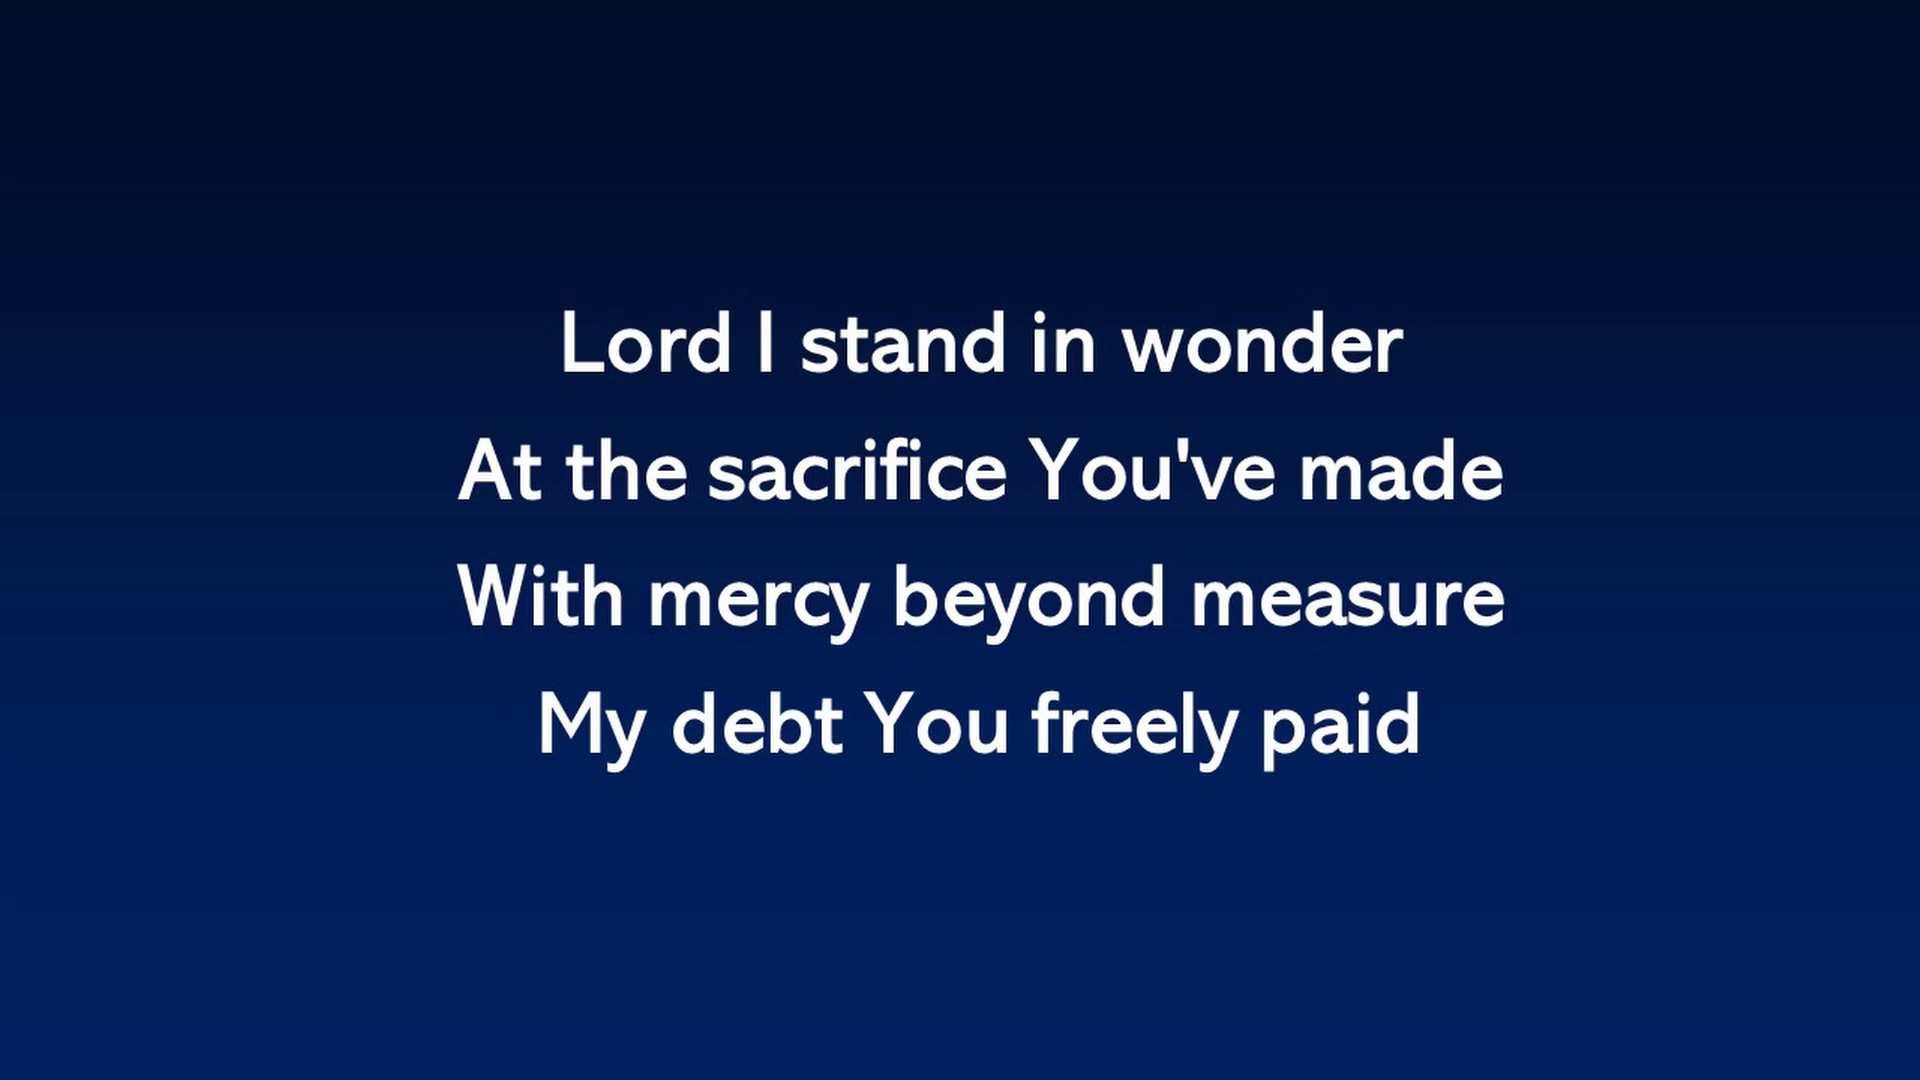 Lord I stand in wonder
At the sacrifice You've made
With mercy beyond measure
My debt You freely paid